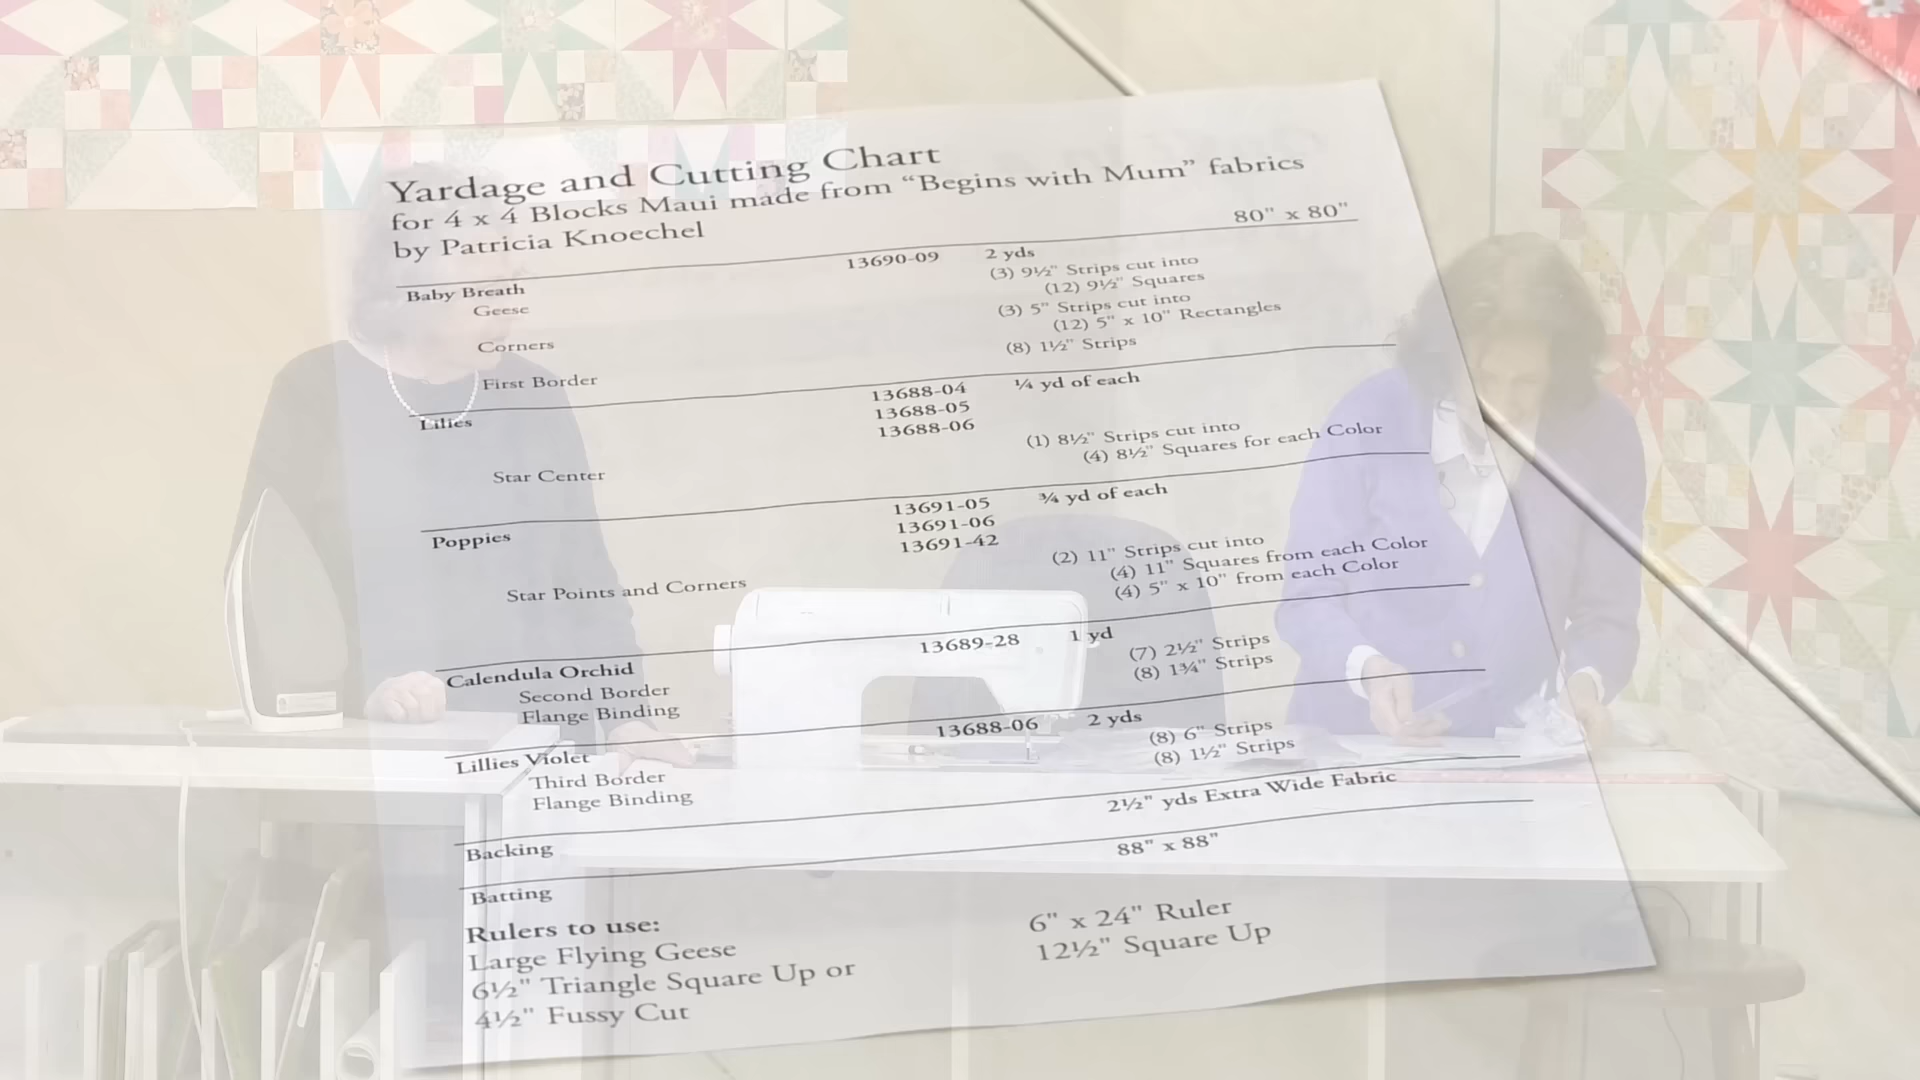 Yardage and Cutting Chart
for 4 x 4 Blocks Maui made from “Begins with Mum” fabrics
by Patricia Knoechel
80" x 80"
Baby Breath 13690-09 2 yds
Geese (3) 9½" Strips cut into
(12) 9½" Squares
Corners (3) 5" Strips cut into
(12) 5" x 10" Rectangles
First Border (8) 1½" Strips
Lilies 13688-04 ¼ yd of each
13688-05
13688-06
Star Center (1) 8½" Strips cut into
(4) 8½" Squares for each Color
Poppies 13691-05 ¾ yd of each
13691-06
13691-42
Star Points and Corners (2) 11" Strips cut into
(4) 11" Squares from each Color
(4) 5" x 10" from each Color
Calendula Orchid 13689-28 1 yd
Second Border (7) 2½" Strips
Flange Binding (8) 1¾" Strips
Lillies Violet 13688-06 2 yds
Third Border (8) 6" Strips
Flange Binding (8) 1½" Strips
Backing 2½" yds Extra Wide Fabric
Batting 88" x 88"
Rulers to use:
Large Flying Geese 6" x 24" Ruler
6½" Triangle Square Up or 12½" Square Up
4½" Fussy Cut